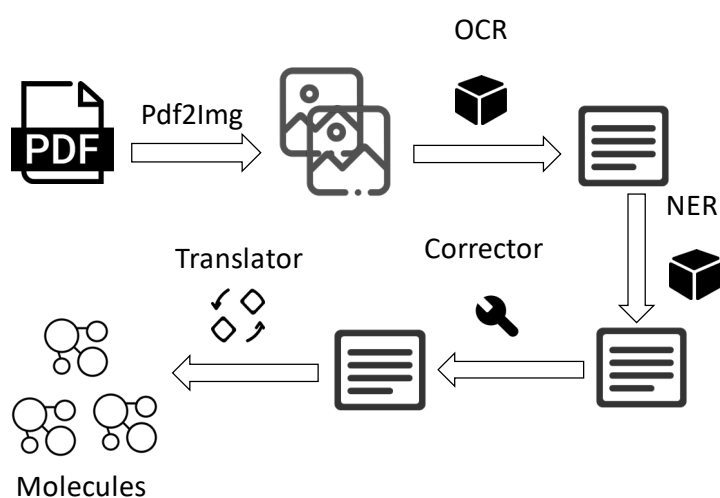 OCR
Pdf2Img
PDF
NER
Corrector
Translator
Molecules